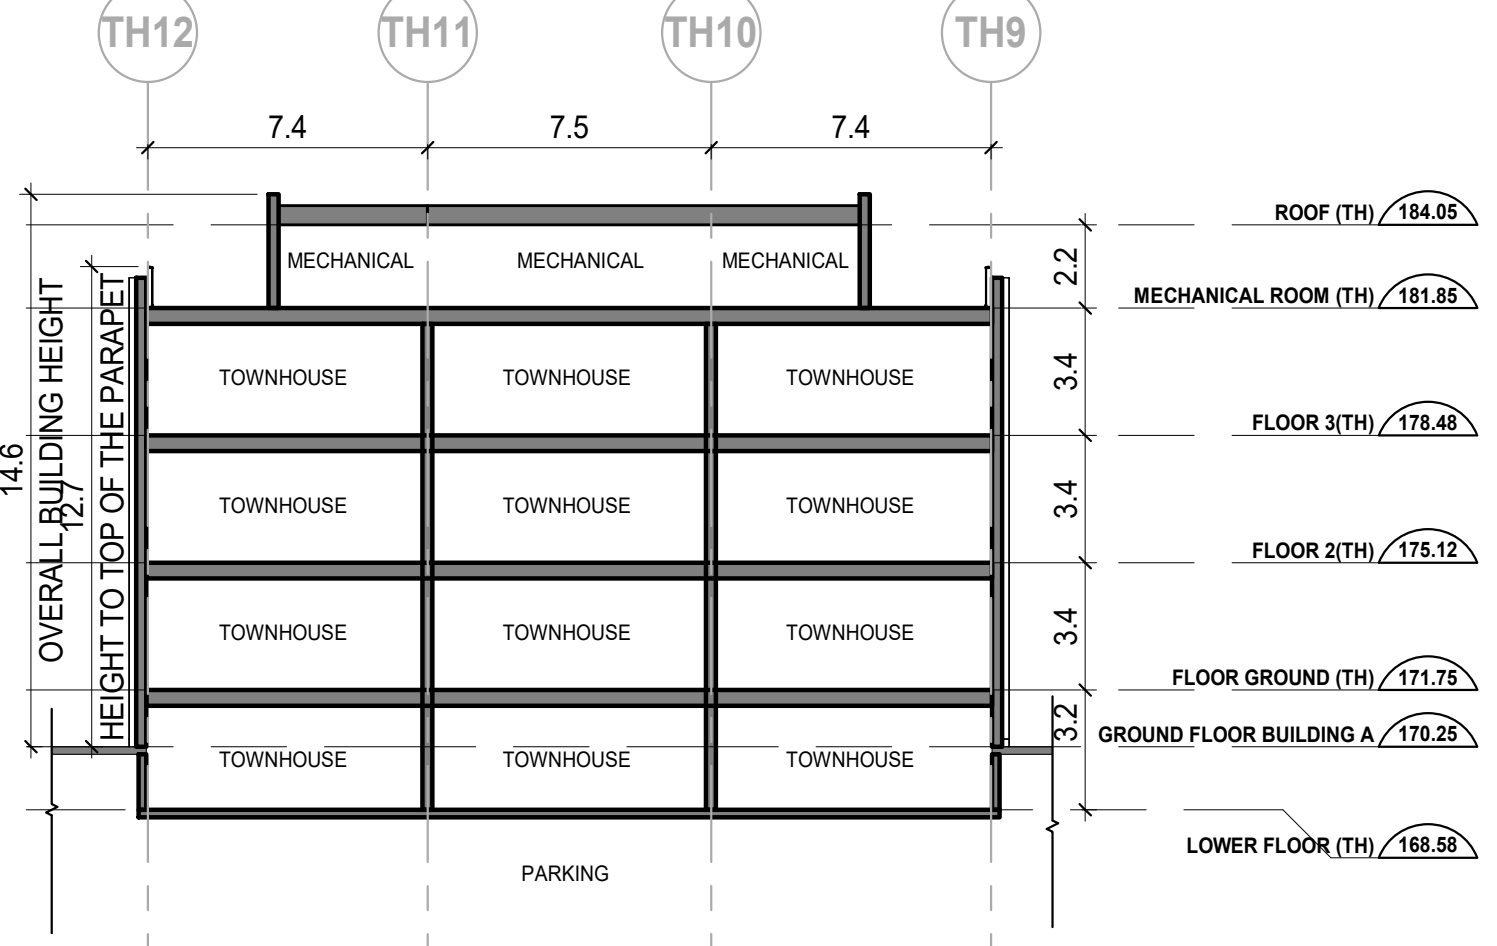 TH12 TH11 TH10 TH9
7.4 7.5 7.4
ROOF (TH) 184.05
2.2
MECHANICAL MECHANICAL MECHANICAL
MECHANICAL ROOM (TH) 181.85
14.6
OVERALL BUILDING HEIGHT
12.7
HEIGHT TO TOP OF THE PARAPET
TOWNHOUSE TOWNHOUSE TOWNHOUSE
3.4
FLOOR 3(TH) 178.48
TOWNHOUSE TOWNHOUSE TOWNHOUSE
3.4
FLOOR 2(TH) 175.12
TOWNHOUSE TOWNHOUSE TOWNHOUSE
3.4
FLOOR GROUND (TH) 171.75
3.2
GROUND FLOOR BUILDING A 170.25
TOWNHOUSE TOWNHOUSE TOWNHOUSE
LOWER FLOOR (TH) 168.58
PARKING